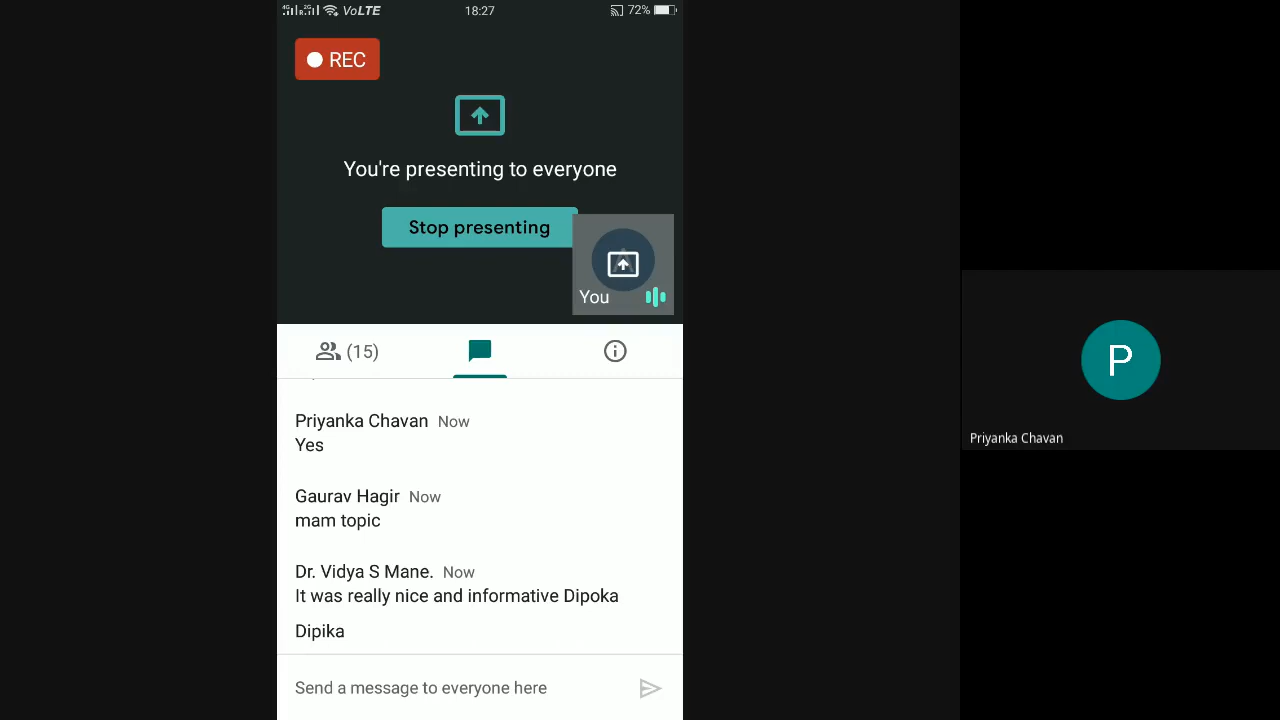 VoLTE 18:27 72%
REC
You're presenting to everyone
Stop presenting
You
(15)
Priyanka Chavan Now
Yes
Gaurav Hagir Now
mam topic
Dr. Vidya S Mane. Now
It was really nice and informative Dipoka
Dipika
Send a message to everyone here
P
Priyanka Chavan